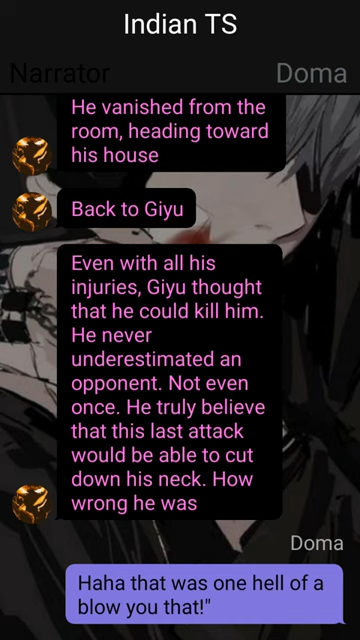 Indian TS
Narrator
Doma
He vanished from the
room, heading toward
his house
Back to Giyu
Even with all his
injuries, Giyu thought
that he could kill him.
He never
underestimated an
opponent. Not even
once. He truly believe
that this last attack
would be able to cut
down his neck. How
wrong he was
Doma
Haha that was one hell of a
blow you that!"